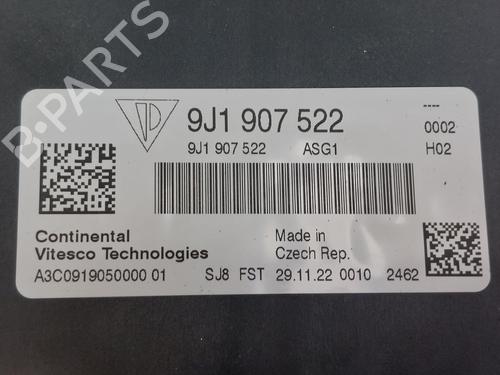 9J1 907 522
----
0002
9J1 907 522 ASG1 H02
Continental
Vitesco Technologies
Made in
Czech Rep.
A3C0919050000 01 SJ8 FST 29.11.22 0010 2462
B-PARTS